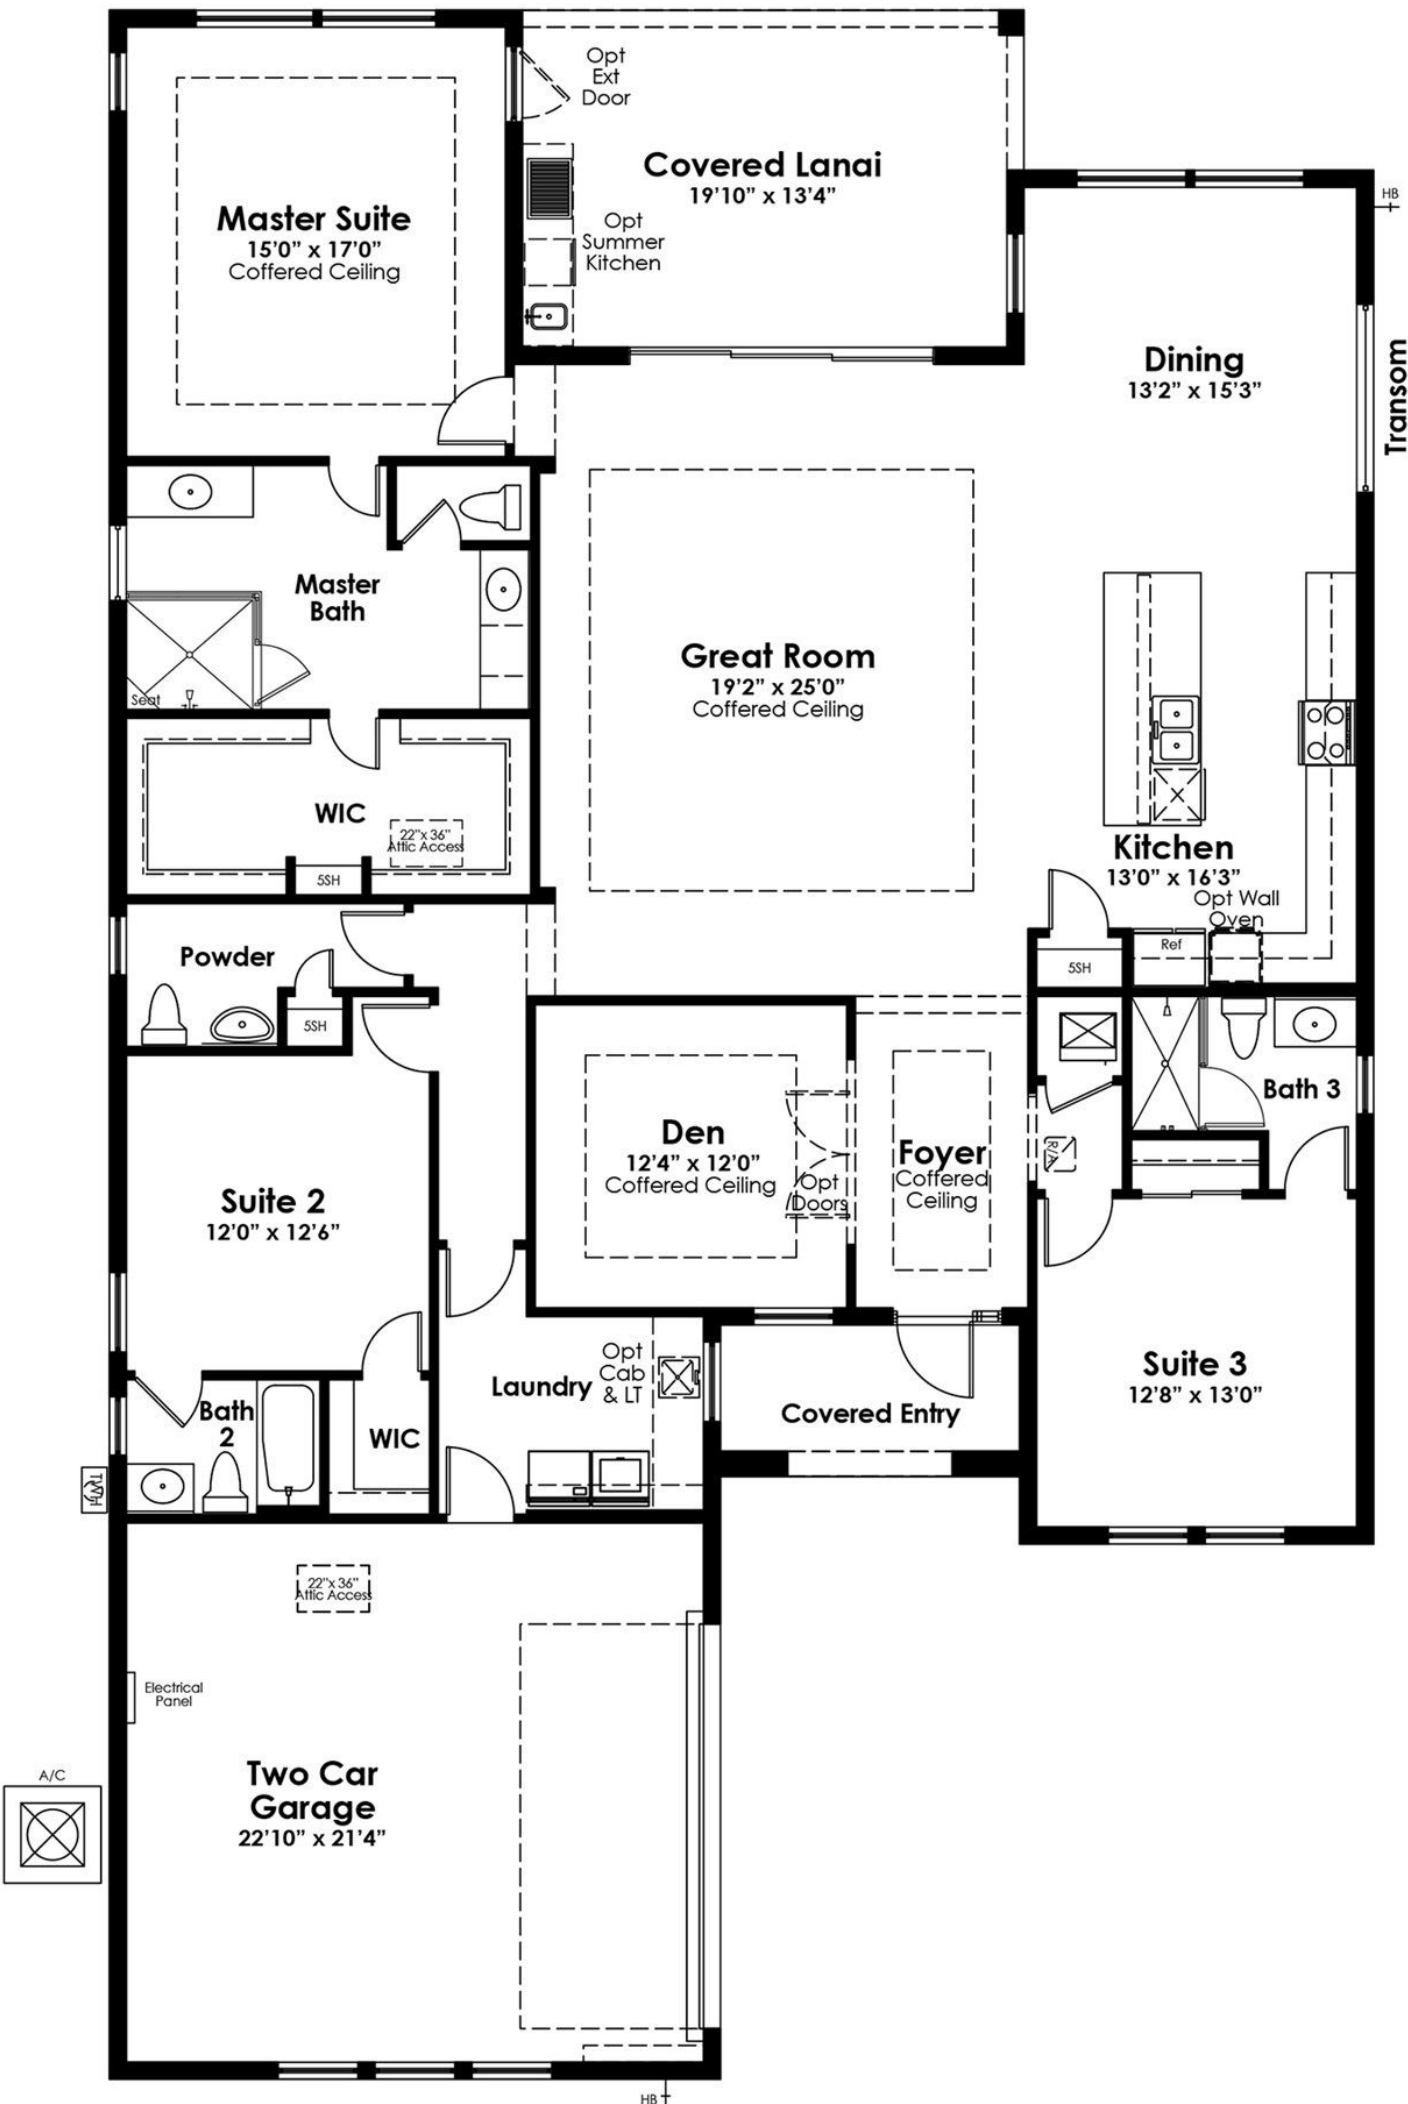 Opt
Ext
Door
Covered Lanai
19'10" x 13'4"
Master Suite
15'0" x 17'0"
Coffered Ceiling
Opt
Summer
Kitchen
HB
Dining
13'2" x 15'3"
Transom
Master
Bath
Seat
Great Room
19'2" x 25'0"
Coffered Ceiling
WIC
22"x 36"
Attic Access
5SH
Kitchen
13'0" x 16'3"
Opt Wall
Oven
Ref
5SH
Powder
5SH
Bath 3
Den
12'4" x 12'0"
Coffered Ceiling
Opt
Doors
Foyer
Coffered
Ceiling
R/A
Suite 2
12'0" x 12'6"
Suite 3
12'8" x 13'0"
Laundry
Opt
Cab
& LT
Covered Entry
Bath
2
WIC
TWH
22"x 36"
Attic Access
Electrical
Panel
A/C
Two Car
Garage
22'10" x 21'4"
HB